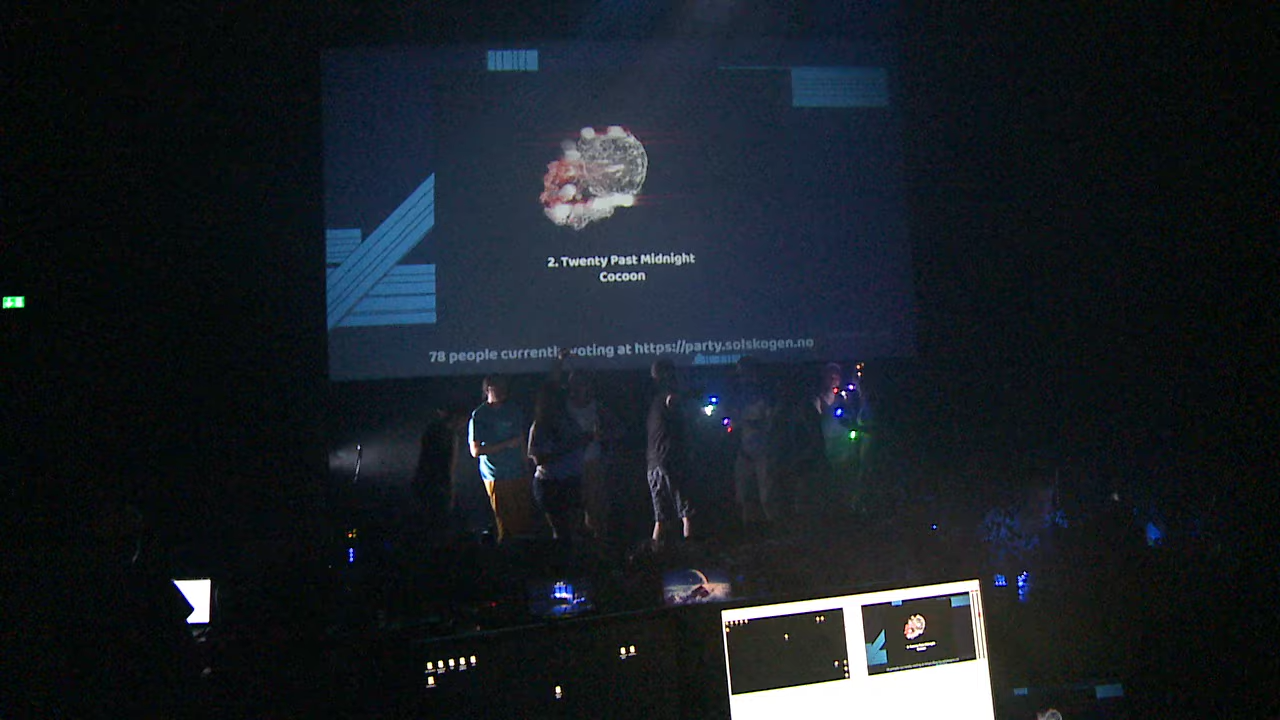 2. Twenty Past Midnight
Cocoon
78 people currently voting at https://party.solskogen.no